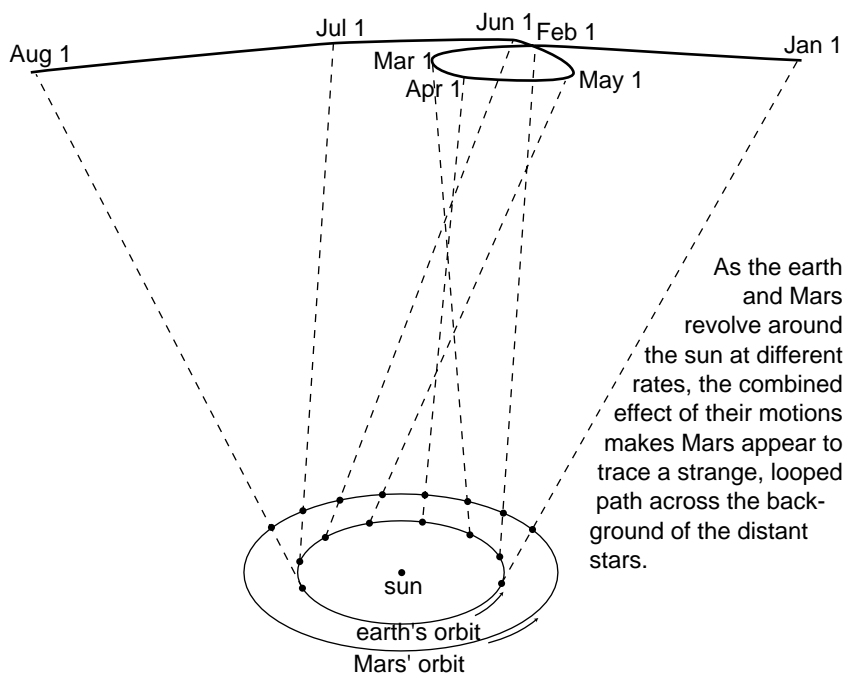 Aug 1
Jul 1
Jun 1
Feb 1
Jan 1
Mar 1
Apr 1
May 1
As the earth
and Mars
revolve around
the sun at different
rates, the combined
effect of their motions
makes Mars appear to
trace a strange, looped
path across the back-
ground of the distant
stars.
sun
earth's orbit
Mars' orbit